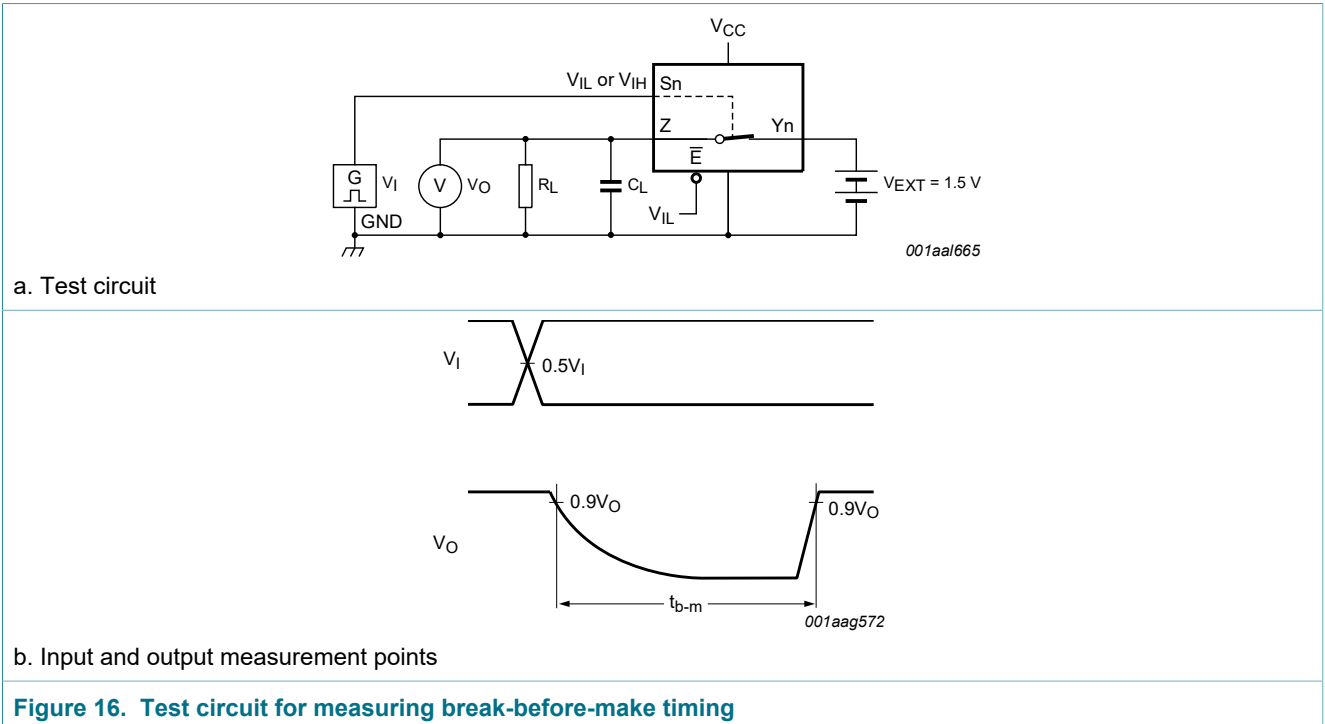 VCC
VIL or VIH
Sn
Z
Yn
E
G
VI
V
VO
RL
CL
VEXT = 1.5 V
VIL
GND
001aal665
a. Test circuit
VI
0.5VI
0.9VO
0.9VO
VO
tb-m
001aag572
b. Input and output measurement points
Figure 16. Test circuit for measuring break-before-make timing